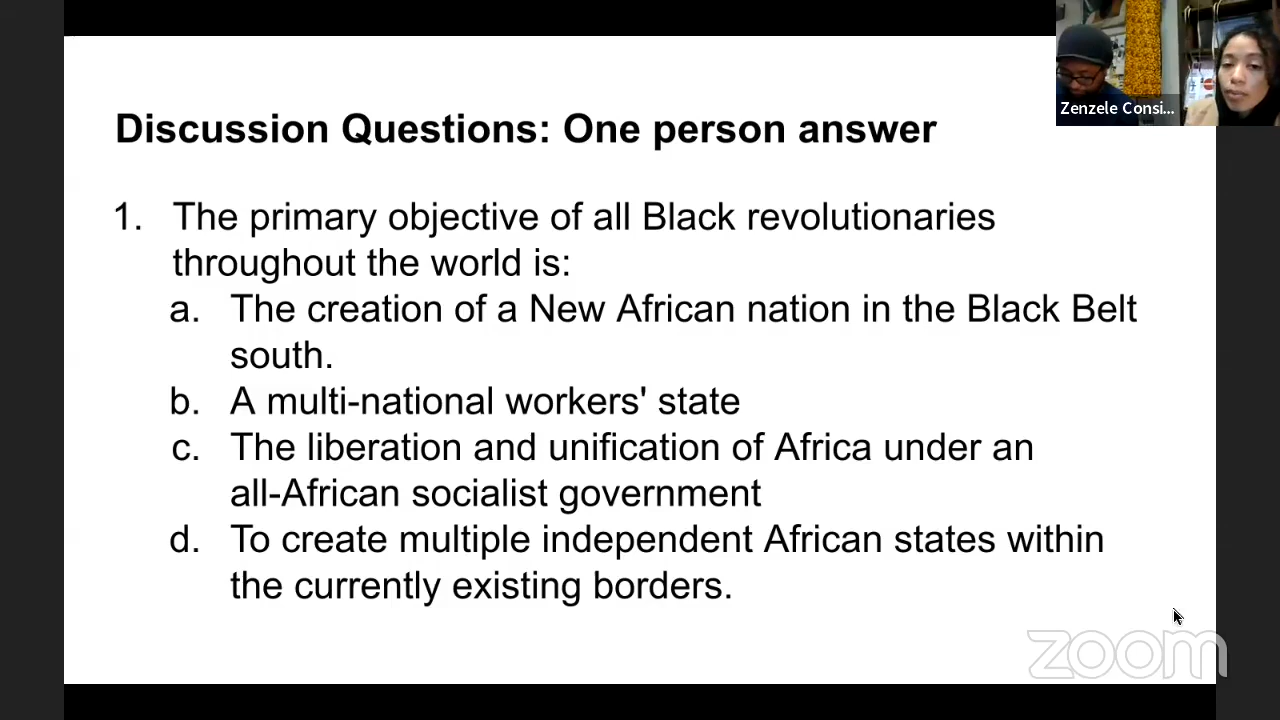 Zenzele Consi...
Discussion Questions: One person answer
1. The primary objective of all Black revolutionaries
throughout the world is:
a. The creation of a New African nation in the Black Belt
south.
b. A multi-national workers' state
c. The liberation and unification of Africa under an
all-African socialist government
d. To create multiple independent African states within
the currently existing borders.
zoom